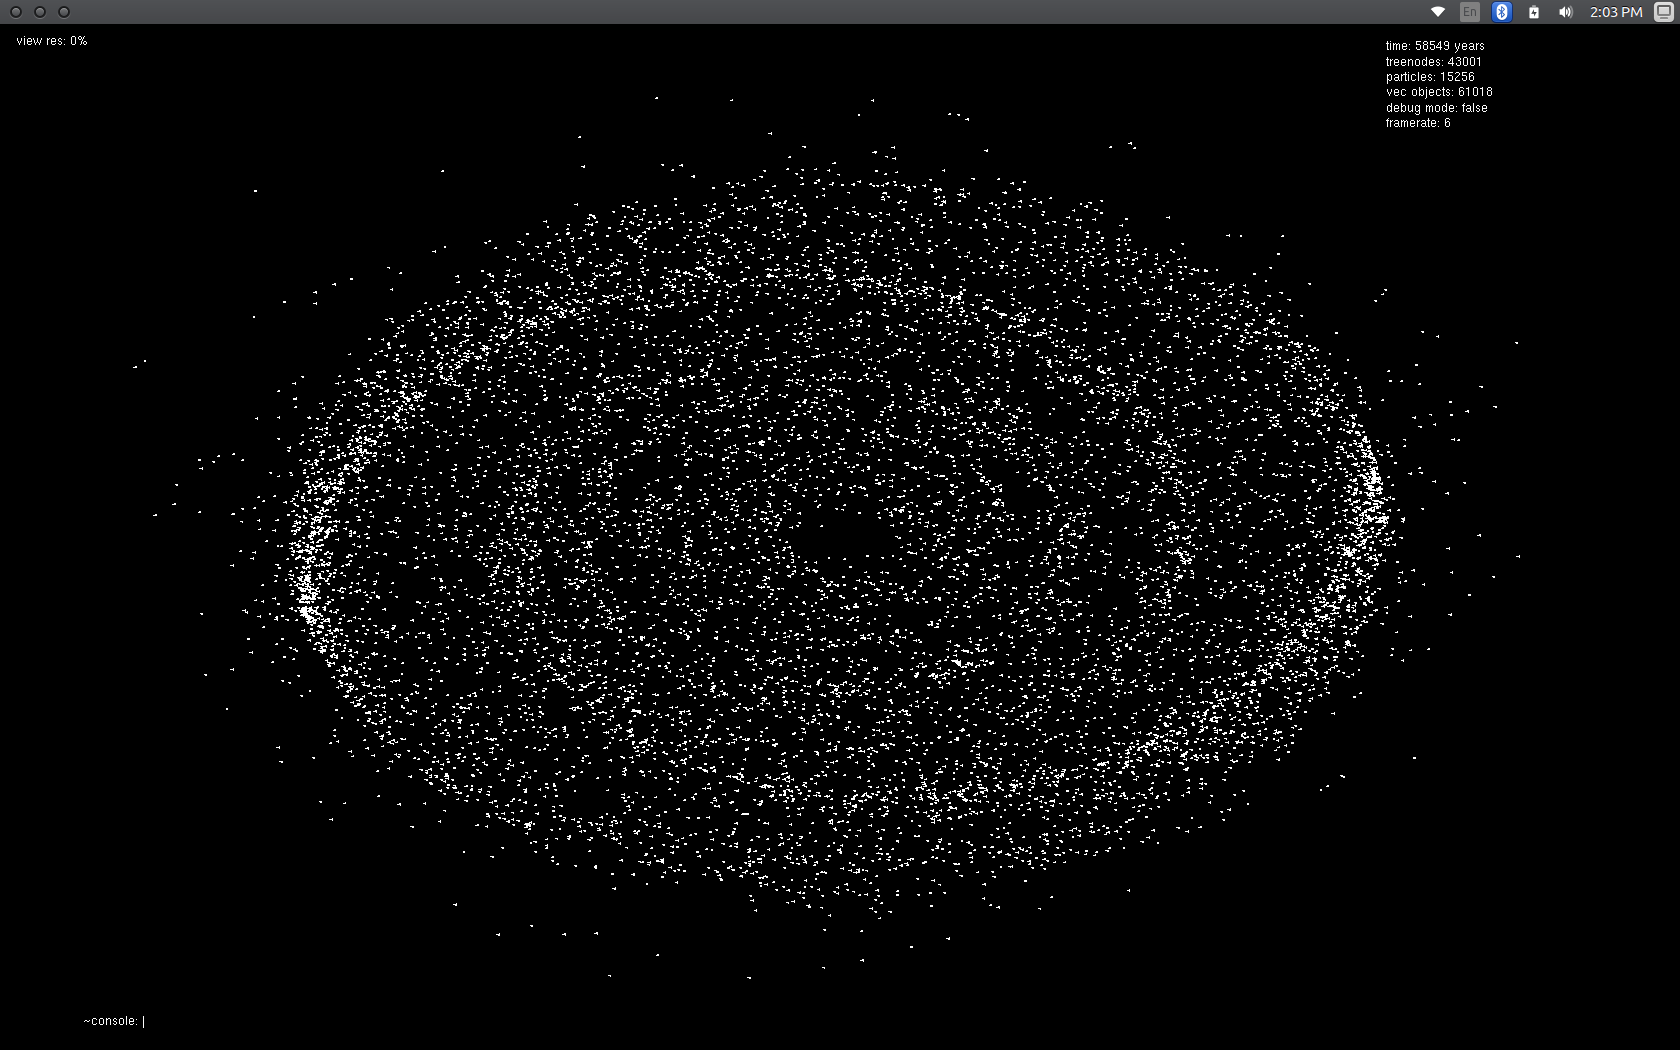 En 2:03 PM
view res: 0%
time: 58549 years
treenodes: 43001
particles: 15256
vec objects: 61018
debug mode: false
framerate: 6
~console: |